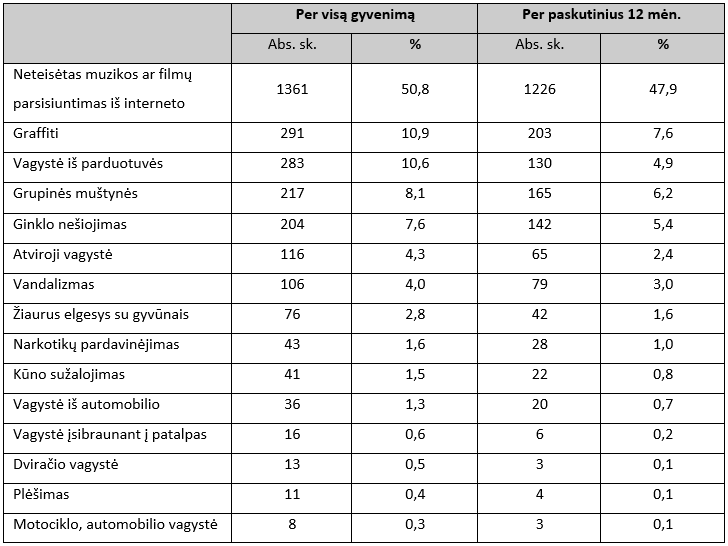 Per visą gyvenimą Per paskutinius 12 mėn.
Abs. sk. % Abs. sk. %
Neteisėtas muzikos ar filmų
parsisiuntimas iš interneto 1361 50,8 1226 47,9
Graffiti 291 10,9 203 7,6
Vagystė iš parduotuvės 283 10,6 130 4,9
Grupinės muštynės 217 8,1 165 6,2
Ginklo nešiojimas 204 7,6 142 5,4
Atviroji vagystė 116 4,3 65 2,4
Vandalizmas 106 4,0 79 3,0
Žiaurus elgesys su gyvūnais 76 2,8 42 1,6
Narkotikų pardavinėjimas 43 1,6 28 1,0
Kūno sužalojimas 41 1,5 22 0,8
Vagystė iš automobilio 36 1,3 20 0,7
Vagystė įsibraunant į patalpas 16 0,6 6 0,2
Dviračio vagystė 13 0,5 3 0,1
Plėšimas 11 0,4 4 0,1
Motociklo, automobilio vagystė 8 0,3 3 0,1